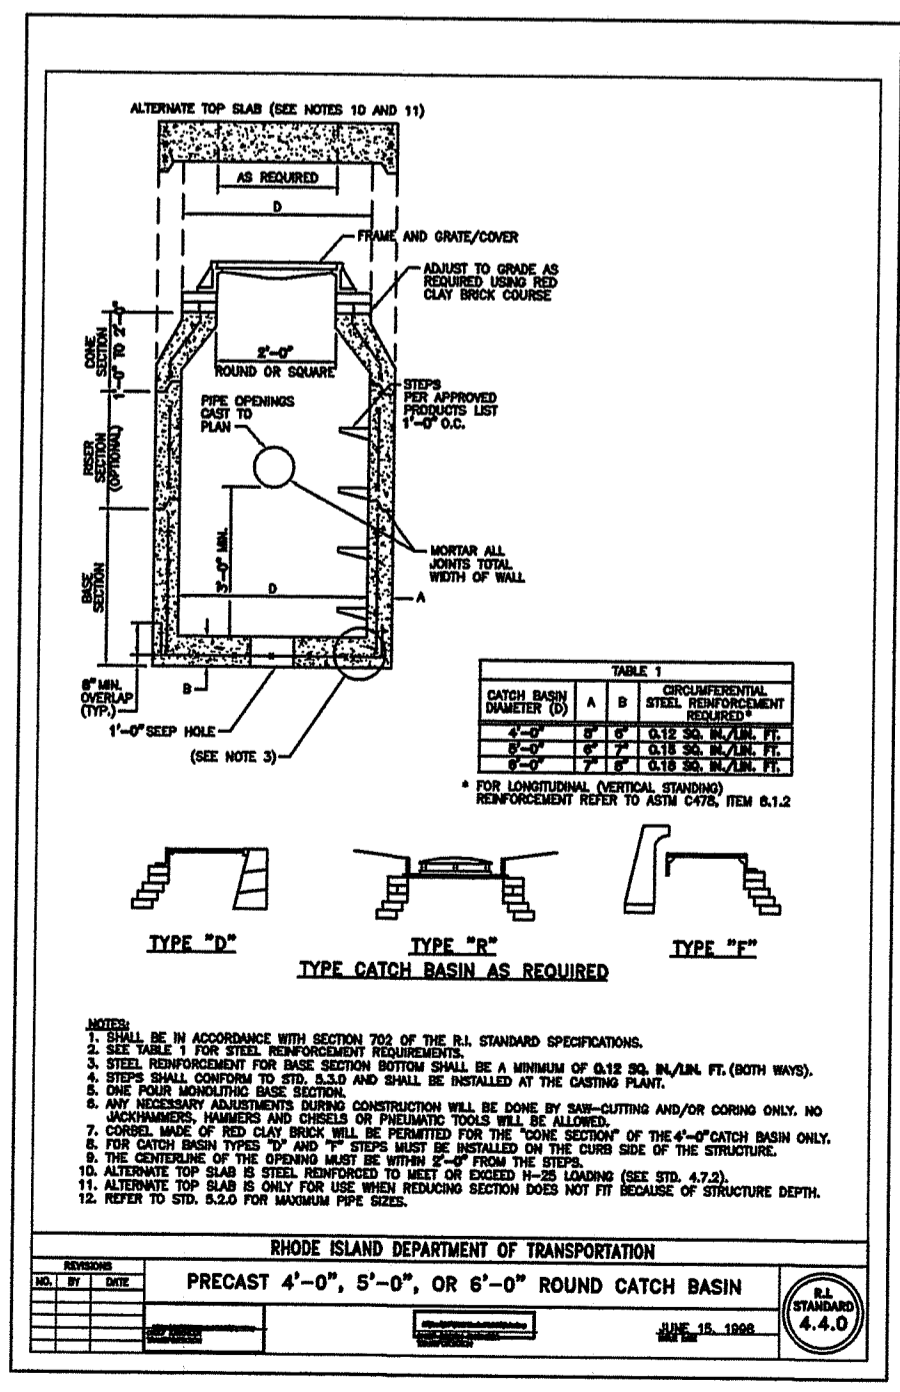 ALTERNATE TOP SLAB (SEE NOTES 10 AND 11)
AS REQUIRED
D
FRAME AND GRATE/COVER
ADJUST TO GRADE AS
REQUIRED USING RED
CLAY BRICK COURSE
CONE
SECTION
1'-0" TO 2'-0"
2'-0"
ROUND OR SQUARE
STEPS
PER APPROVED
PRODUCTS LIST
1'-0" O.C.
PIPE OPENINGS
CAST TO
PLAN
RISER
SECTION
(OPTIONAL)
3'-0" MIN.
MORTAR ALL
JOINTS TOTAL
WIDTH OF WALL
BASE
SECTION
D
A
B
MIN.
OVERLAP
(TYP.)
1'-0" SEEP HOLE
(SEE NOTE 3)
TABLE 1
CATCH BASIN
DIAMETER (D)
A
B
CIRCUMFERENTIAL
STEEL REINFORCEMENT
REQUIRED*
4'-0" 5" 6" 0.12 SQ. IN./LIN. FT.
5'-0" 6" 7" 0.15 SQ. IN./LIN. FT.
6'-0" 7" 8" 0.18 SQ. IN./LIN. FT.
* FOR LONGITUDINAL (VERTICAL STANDING)
REINFORCEMENT REFER TO ASTM C478, ITEM 8.1.2
TYPE "D"
TYPE "R"
TYPE "F"
TYPE CATCH BASIN AS REQUIRED
NOTES:
1. SHALL BE IN ACCORDANCE WITH SECTION 702 OF THE R.I. STANDARD SPECIFICATIONS.
2. SEE TABLE 1 FOR STEEL REINFORCEMENT REQUIREMENTS.
3. STEEL REINFORCEMENT FOR BASE SECTION BOTTOM SHALL BE A MINIMUM OF 0.12 SQ. IN./LIN. FT. (BOTH WAYS).
4. STEPS SHALL CONFORM TO STD. 5.3.0 AND SHALL BE INSTALLED AT THE CASTING PLANT.
5. ONE POUR MONOLITHIC BASE SECTION.
6. ANY NECESSARY ADJUSTMENTS DURING CONSTRUCTION WILL BE DONE BY SAW-CUTTING AND/OR CORING ONLY. NO
JACKHAMMERS, HAMMERS AND CHISELS OR PNEUMATIC TOOLS WILL BE ALLOWED.
7. CORBEL MADE OF RED CLAY BRICK WILL BE PERMITTED FOR THE "CONE SECTION" OF THE 4'-0" CATCH BASIN ONLY.
8. FOR CATCH BASIN TYPES "D" AND "F" STEPS MUST BE INSTALLED ON THE CURB SIDE OF THE STRUCTURE.
9. THE CENTERLINE OF THE OPENING MUST BE WITHIN 2'-0" FROM THE STEPS.
10. ALTERNATE TOP SLAB IS STEEL REINFORCED TO MEET OR EXCEED H-25 LOADING (SEE STD. 4.7.2).
11. ALTERNATE TOP SLAB IS ONLY FOR USE WHEN REDUCING SECTION DOES NOT FIT BECAUSE OF STRUCTURE DEPTH.
12. REFER TO STD. 5.2.0 FOR MAXIMUM PIPE SIZES.
RHODE ISLAND DEPARTMENT OF TRANSPORTATION
REVISIONS
NO. BY DATE
PRECAST 4'-0", 5'-0", OR 6'-0" ROUND CATCH BASIN
JUNE 15, 1998
R.I.
STANDARD
4.4.0